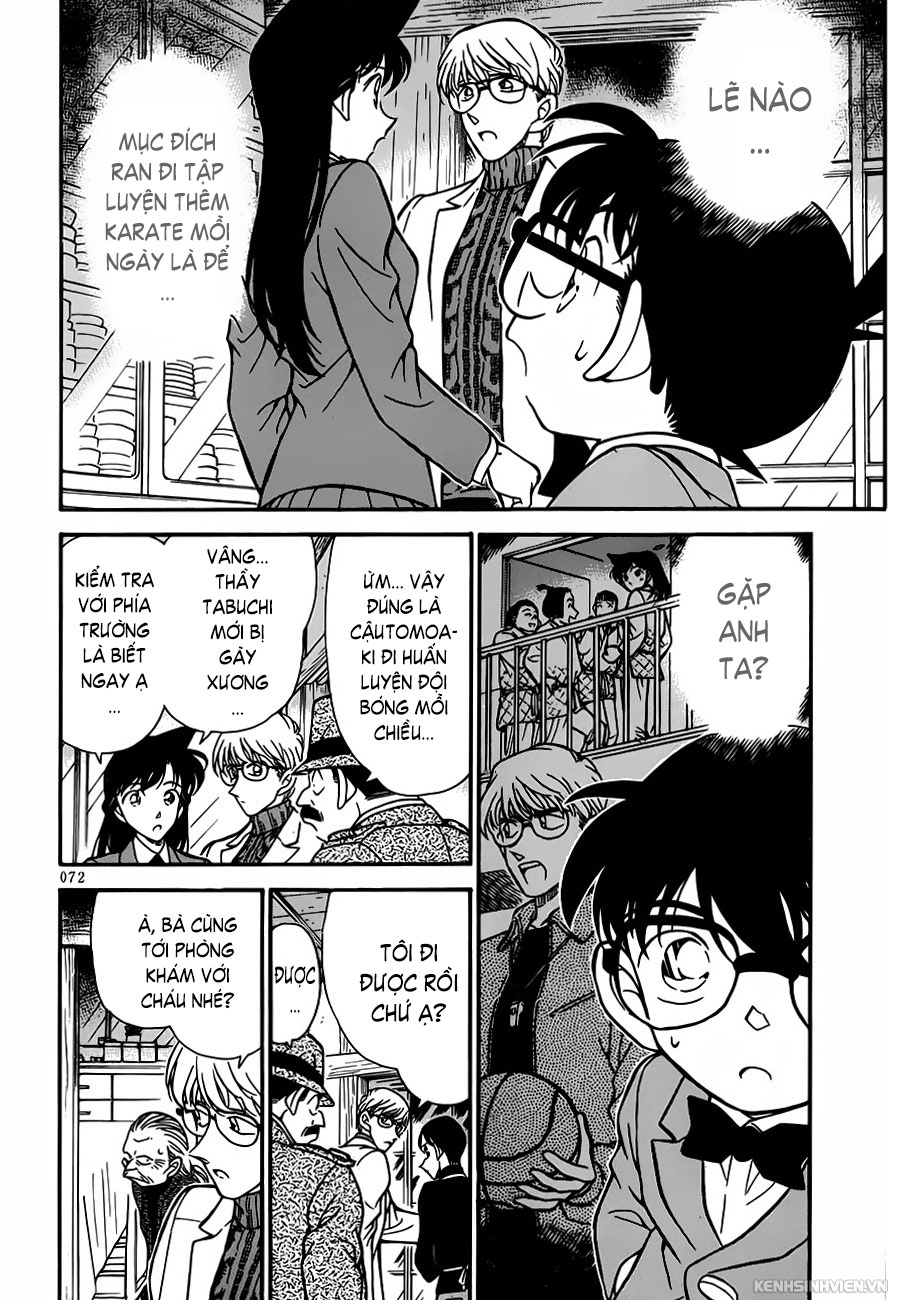 LẼ NÀO
...
MỤC ĐÍCH
RAN ĐI TẬP
LUYỆN THÊM
KARATE MỖI
NGÀY LÀ ĐỂ
...
GẶP
ANH
TA?
ỪM... VẬY
ĐÚNG LÀ
CẬUTOMOA-
KI ĐI HUẤN
LUYỆN ĐỘI
BÓNG MỖI
CHIỀU...
VÂNG...
THẦY
TABUCHI
MỚI BỊ
GÃY
XƯƠNG
...
KIỂM TRA
VỚI PHÍA
TRƯỜNG
LÀ BIẾT
NGAY Ạ
...
072
TÔI ĐI
ĐƯỢC RỒI
CHỨ Ạ?
ĐƯỢC
...
À, BÀ CŨNG
TỚI PHÒNG
KHÁM VỚI
CHÁU NHÉ?
KENHSINHVIEN.VN